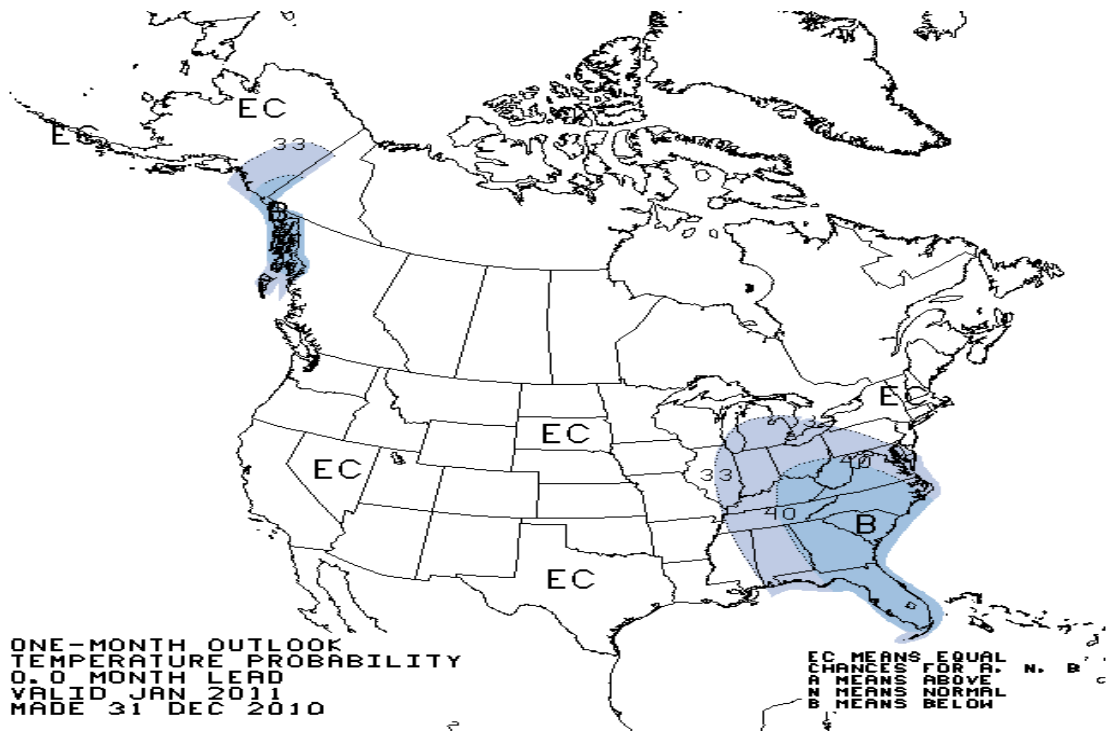 EC
EC
33
B
EC
33
EC
40
EC
33
40
B
EC
ONE-MONTH OUTLOOK
TEMPERATURE PROBABILITY
0.0 MONTH LEAD
VALID JAN 2011
MADE 31 DEC 2010
EC MEANS EQUAL
CHANCES FOR A, N, B
A MEANS ABOVE
N MEANS NORMAL
B MEANS BELOW